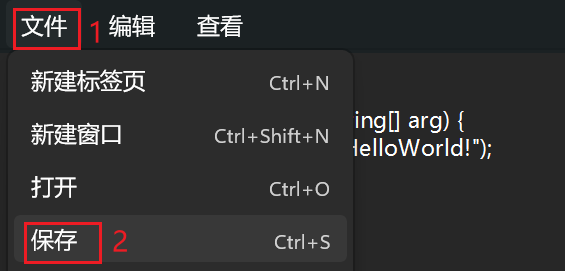 文件 1 编辑 查看
新建标签页 Ctrl+N
新建窗口 Ctrl+Shift+N ing[] arg) {
HelloWorld!");
打开 Ctrl+O
保存 2 Ctrl+S